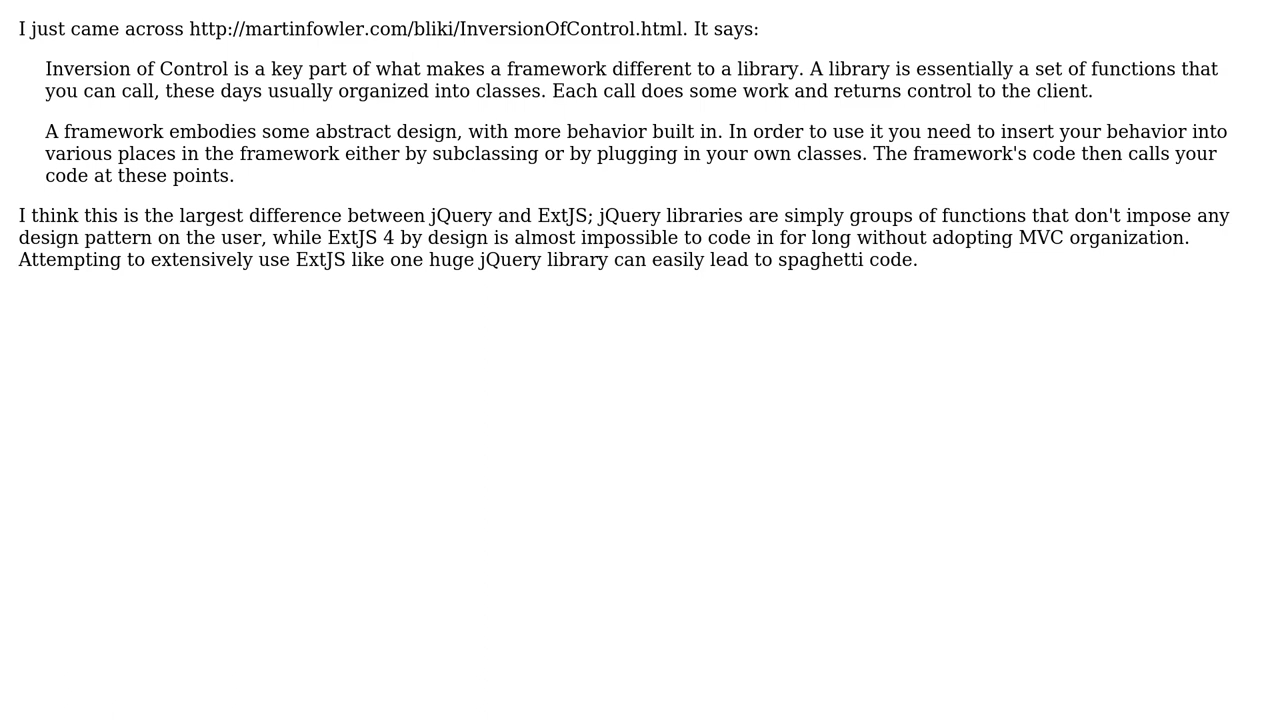 I just came across http://martinfowler.com/bliki/InversionOfControl.html. It says:
Inversion of Control is a key part of what makes a framework different to a library. A library is essentially a set of functions that
you can call, these days usually organized into classes. Each call does some work and returns control to the client.
A framework embodies some abstract design, with more behavior built in. In order to use it you need to insert your behavior into
various places in the framework either by subclassing or by plugging in your own classes. The framework's code then calls your
code at these points.
I think this is the largest difference between jQuery and ExtJS; jQuery libraries are simply groups of functions that don't impose any
design pattern on the user, while ExtJS 4 by design is almost impossible to code in for long without adopting MVC organization.
Attempting to extensively use ExtJS like one huge jQuery library can easily lead to spaghetti code.